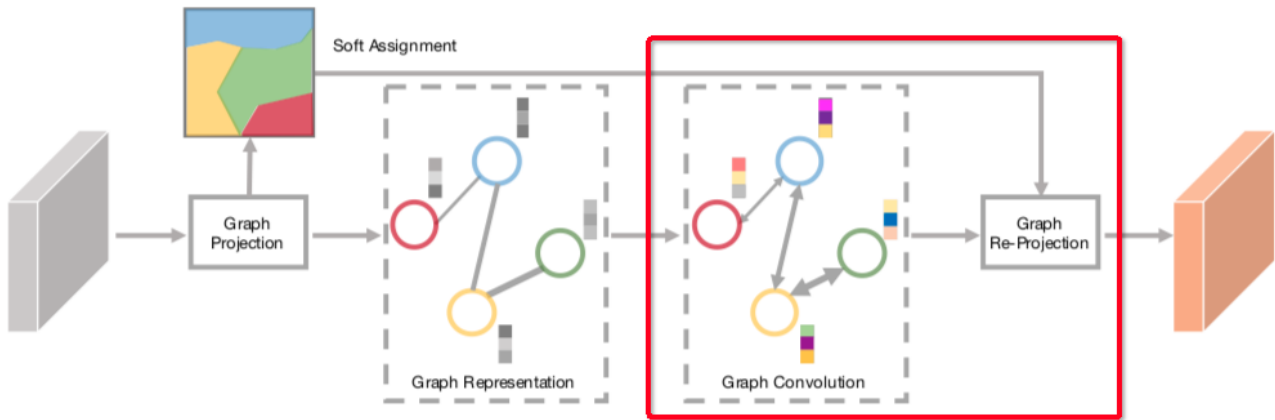 Soft Assignment
Graph
Projection
Graph Representation
Graph Convolution
Graph
Re-Projection